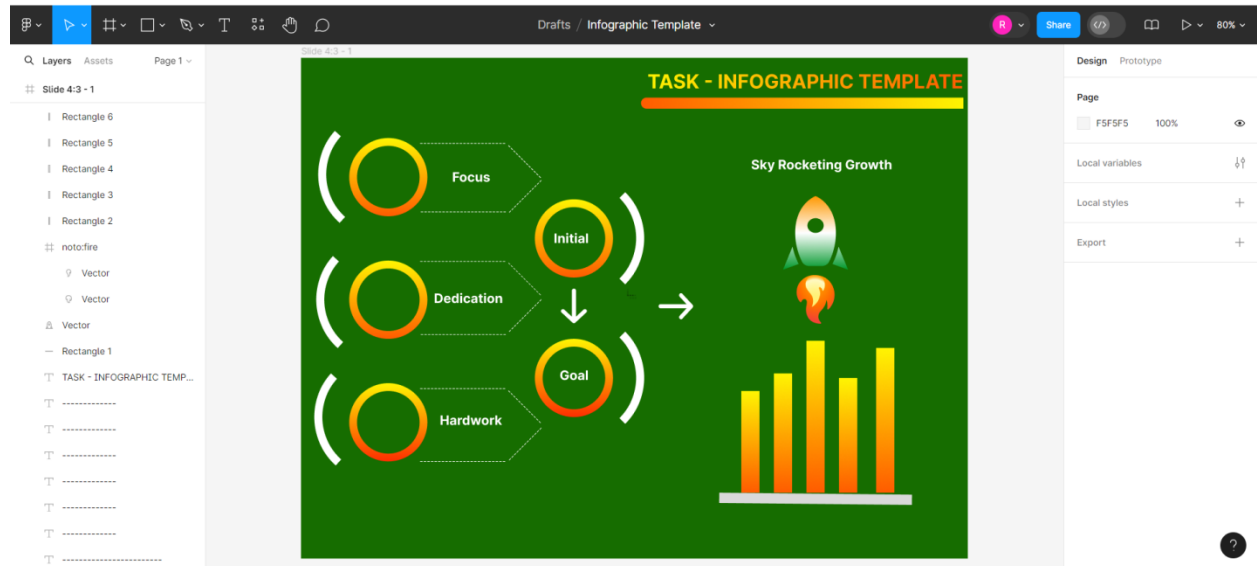 Drafts / Infographic Template
R
Share
</>
80%
Layers Assets Page 1
Slide 4:3 - 1
Rectangle 6
Rectangle 5
Rectangle 4
Rectangle 3
Rectangle 2
noto:fire
Vector
Vector
Vector
Rectangle 1
T TASK - INFOGRAPHIC TEMP...
T -------------
T -------------
T -------------
T -------------
T -------------
T -------------
T ------------------------
Slide 4:3 - 1
TASK - INFOGRAPHIC TEMPLATE
Focus
Dedication
Hardwork
Initial
Goal
Sky Rocketing Growth
Design Prototype
Page
F5F5F5 100%
Local variables
Local styles
Export
?